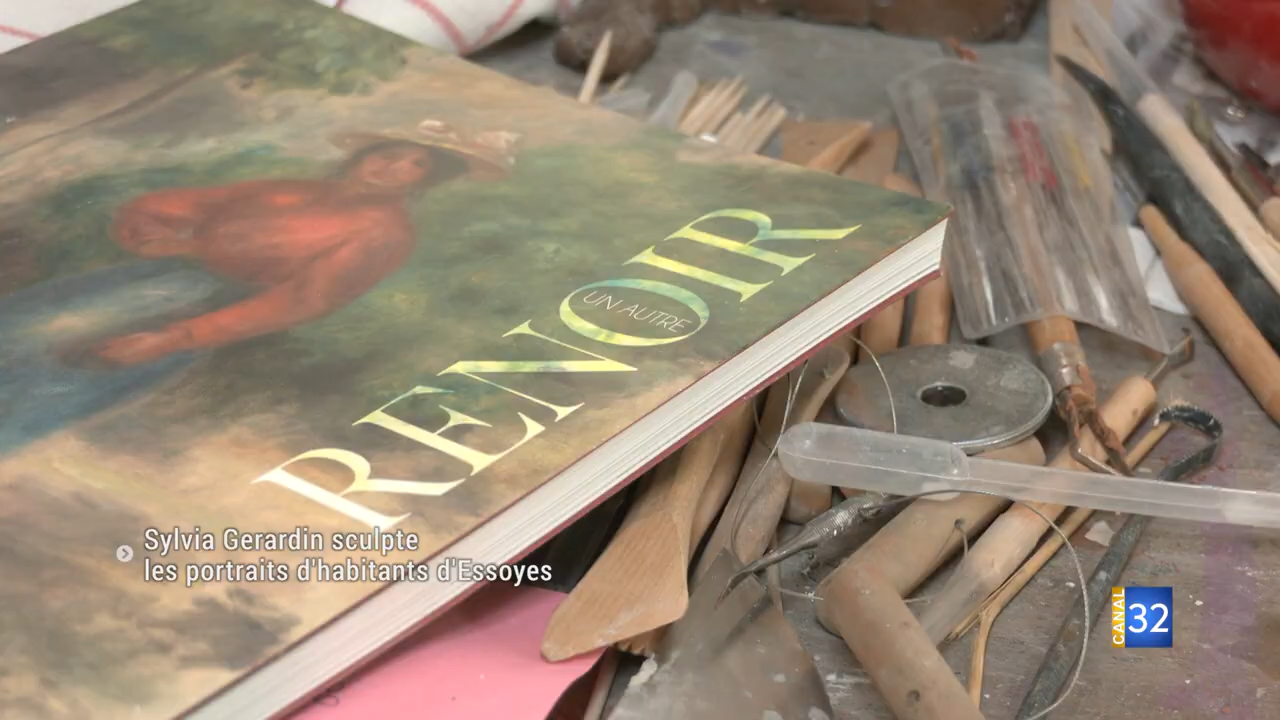 RENOIR
UN AUTRE
Sylvia Gerardin sculpte
les portraits d'habitants d'Essoyes
CANAL
32